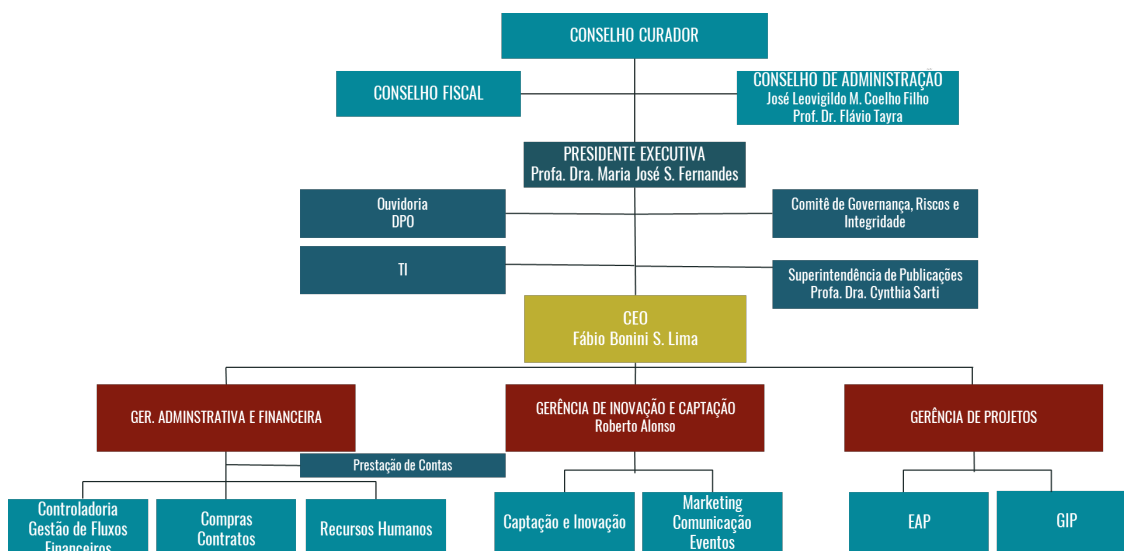 CONSELHO CURADOR
CONSELHO FISCAL
CONSELHO DE ADMINISTRAÇÃO
José Leovigildo M. Coelho Filho
Prof. Dr. Flávio Tayra
PRESIDENTE EXECUTIVA
Profa. Dra. Maria José S. Fernandes
Ouvidoria
DPO
Comitê de Governança, Riscos e
Integridade
TI
Superintendência de Publicações
Profa. Dra. Cynthia Sarti
CEO
Fábio Bonini S. Lima
GER. ADMINSTRATIVA E FINANCEIRA
GERÊNCIA DE INOVAÇÃO E CAPTAÇÃO
Roberto Alonso
GERÊNCIA DE PROJETOS
Prestação de Contas
Controladoria
Gestão de Fluxos
Financeiros
Compras
Contratos
Recursos Humanos
Captação e Inovação
Marketing
Comunicação
Eventos
EAP
GIP